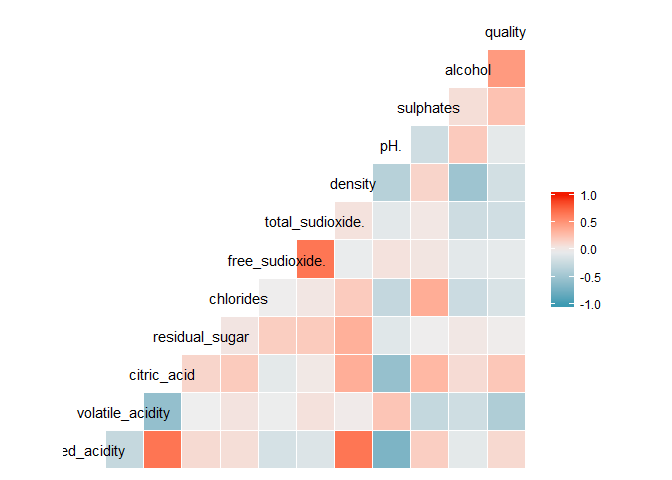 quality
alcohol
sulphates
pH.
density
total_sudioxide.
free_sudioxide.
chlorides
residual_sugar
citric_acid
volatile_acidity
ed_acidity
1.0
0.5
0.0
-0.5
-1.0